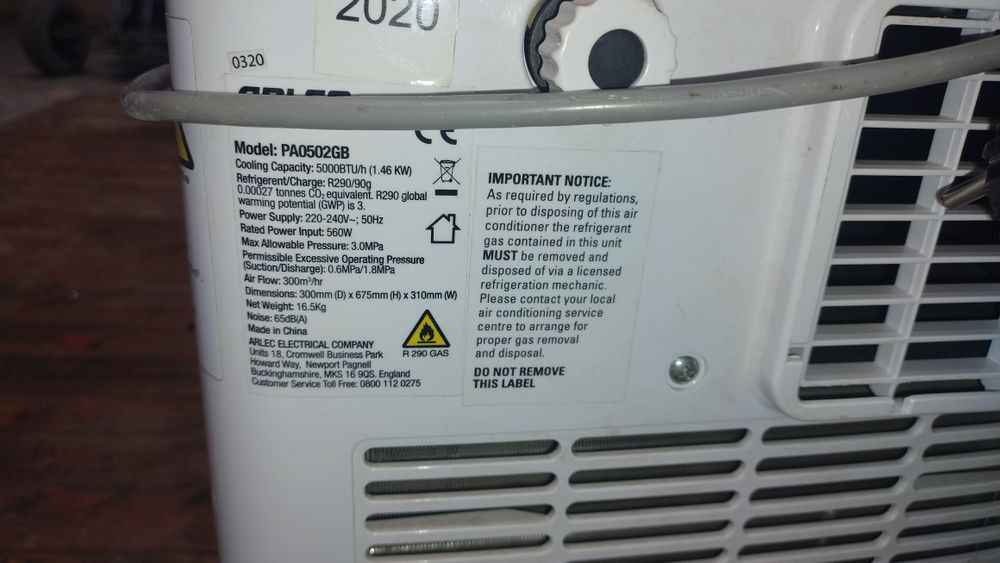 2020
0320
ARLEC
CE
Model: PA0502GB
Cooling Capacity: 5000BTU/h (1.46 KW)
Refrigerent/Charge: R290/90g
0.00027 tonnes CO₂ equivalent. R290 global
warming potential (GWP) is 3.
Power Supply: 220-240V~; 50Hz
Rated Power Input: 560W
Max Allowable Pressure: 3.0MPa
Permissible Excessive Operating Pressure
(Suction/Disharge): 0.6MPa/1.8MPa
Air Flow: 300m³/hr
Dimensions: 300mm (D) x 675mm (H) x 310mm (W)
Net Weight: 16.5Kg
Noise: 65dB(A)
Made in China
ARLEC ELECTRICAL COMPANY
Units 18, Cromwell Business Park
Howard Way, Newport Pagnell
Buckinghamshire, MKS 16 9QS. England
Customer Service Toll Free: 0800 112 0275
R 290 GAS
IMPORTANT NOTICE:
As required by regulations,
prior to disposing of this air
conditioner the refrigerant
gas contained in this unit
MUST be removed and
disposed of via a licensed
refrigeration mechanic.
Please contact your local
air conditioning service
centre to arrange for
proper gas removal
and disposal.
DO NOT REMOVE
THIS LABEL